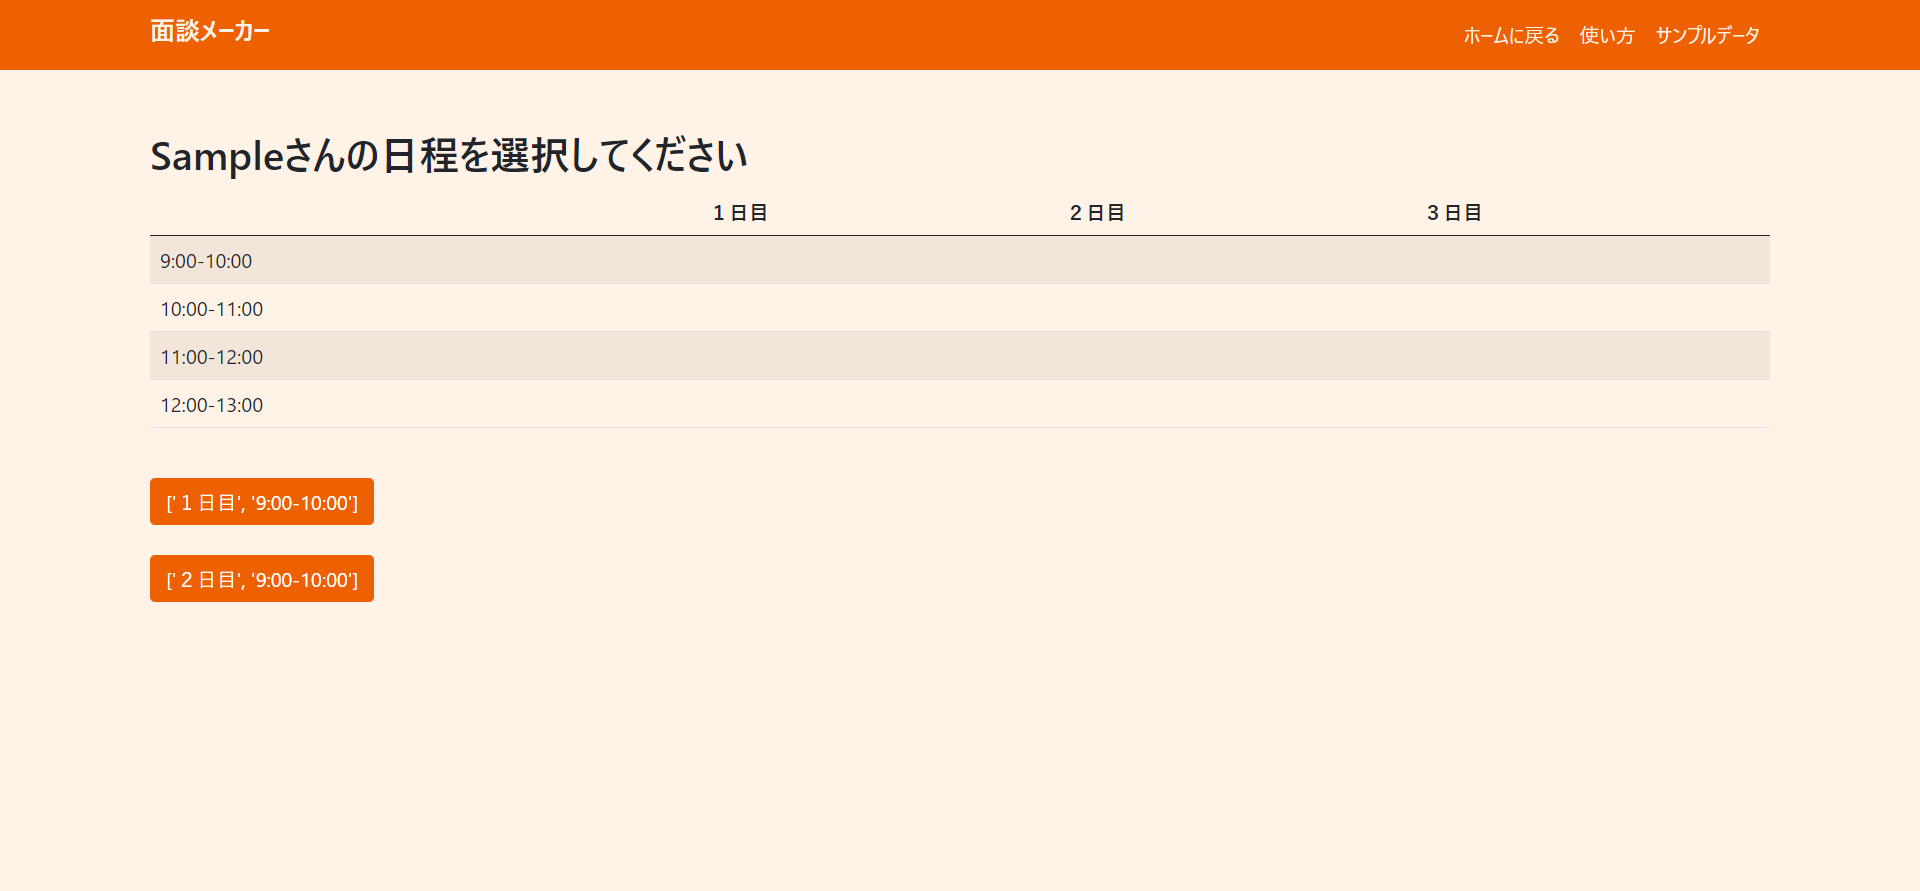 面談メーカー
ホームに戻る 使い方 サンプルデータ
Sampleさんの日程を選択してください
１日目 ２日目 ３日目
9:00-10:00
10:00-11:00
11:00-12:00
12:00-13:00
['１日目', '9:00-10:00']
['２日目', '9:00-10:00']